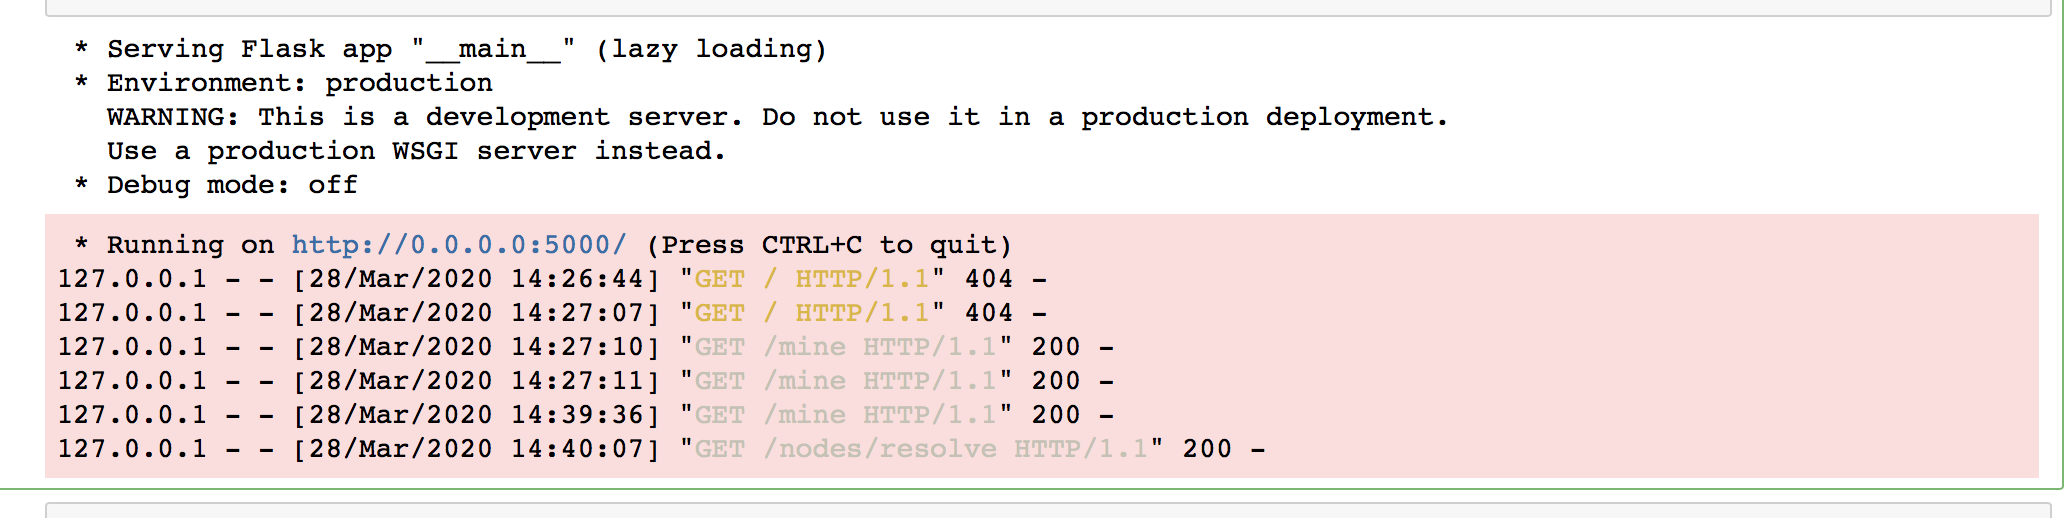 * Serving Flask app "__main__" (lazy loading)
* Environment: production
WARNING: This is a development server. Do not use it in a production deployment.
Use a production WSGI server instead.
* Debug mode: off
* Running on http://0.0.0.0:5000/ (Press CTRL+C to quit)
127.0.0.1 - - [28/Mar/2020 14:26:44] "GET / HTTP/1.1" 404 -
127.0.0.1 - - [28/Mar/2020 14:27:07] "GET / HTTP/1.1" 404 -
127.0.0.1 - - [28/Mar/2020 14:27:10] "GET /mine HTTP/1.1" 200 -
127.0.0.1 - - [28/Mar/2020 14:27:11] "GET /mine HTTP/1.1" 200 -
127.0.0.1 - - [28/Mar/2020 14:39:36] "GET /mine HTTP/1.1" 200 -
127.0.0.1 - - [28/Mar/2020 14:40:07] "GET /nodes/resolve HTTP/1.1" 200 -